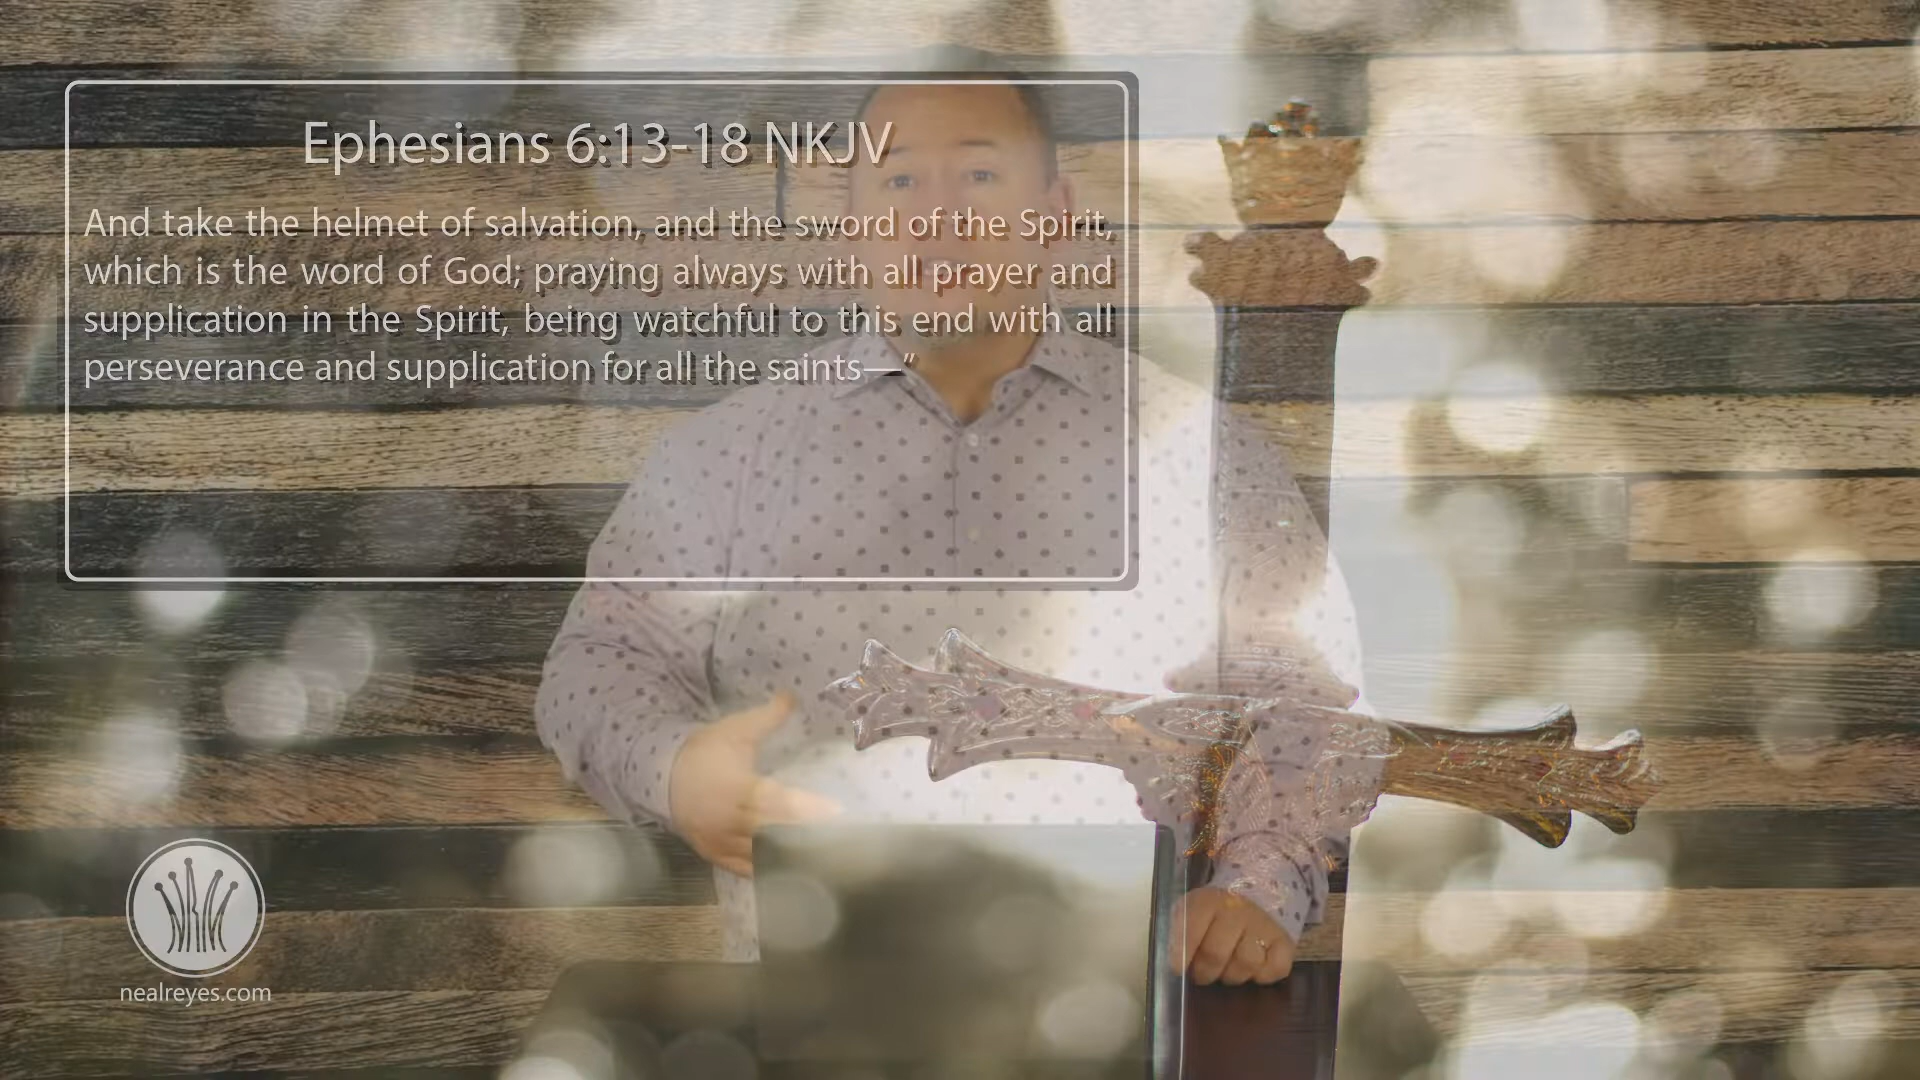 Ephesians 6:13-18 NKJV
And take the helmet of salvation, and the sword of the Spirit,
which is the word of God; praying always with all prayer and
supplication in the Spirit, being watchful to this end with all
perseverance and supplication for all the saints—”
nealreyes.com